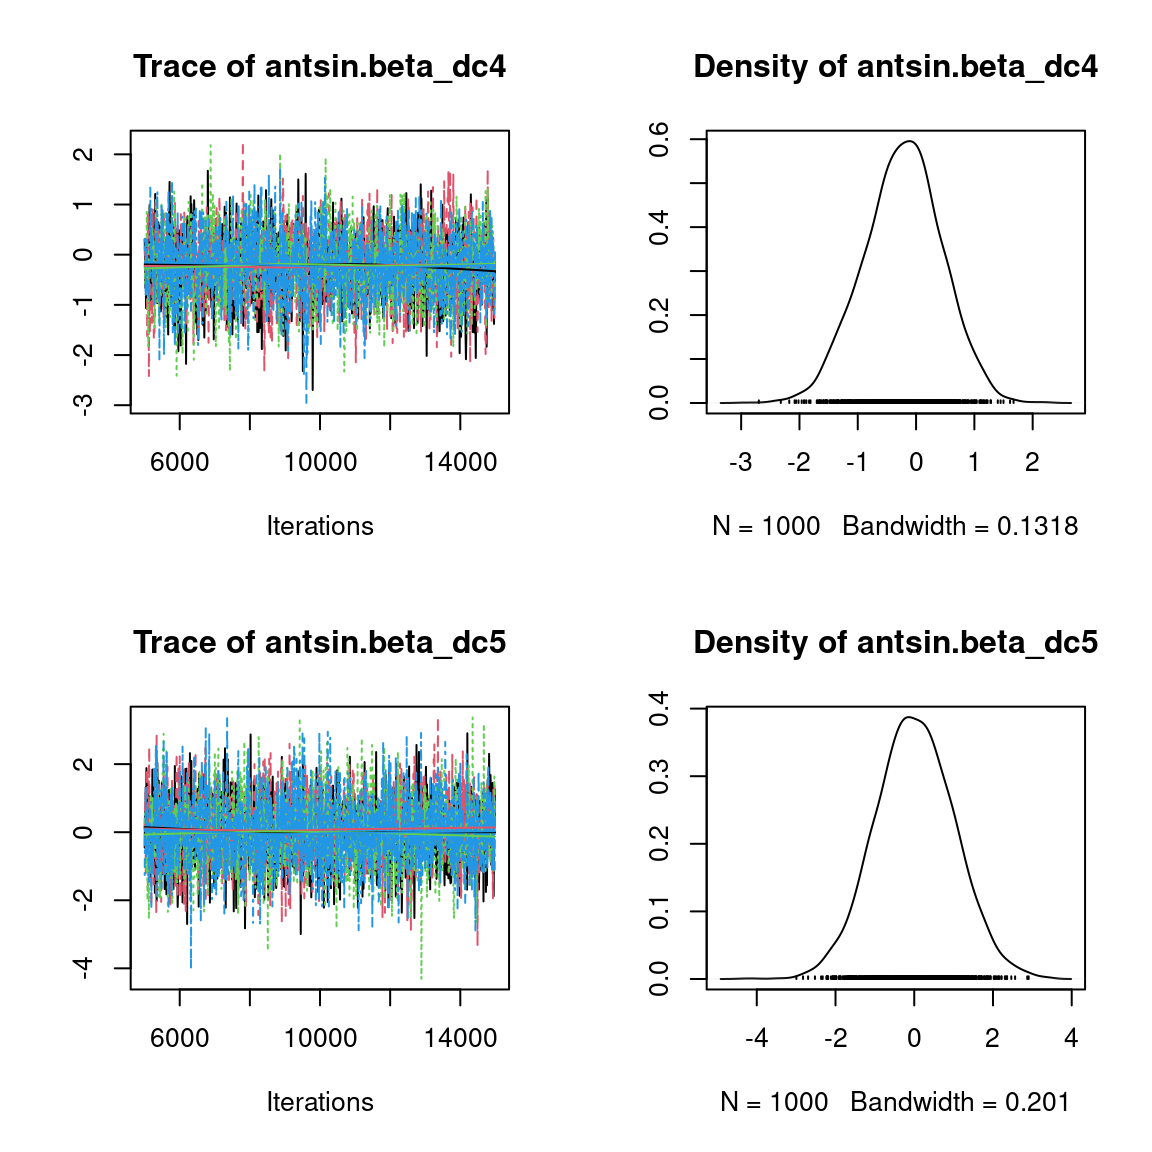 Trace of antsin.beta_dc4
2
1
0
-1
-2
-3
6000 10000 14000
Iterations
Density of antsin.beta_dc4
0.6
0.4
0.2
0.0
-3 -2 -1 0 1 2
N = 1000 Bandwidth = 0.1318
Trace of antsin.beta_dc5
2
0
-2
-4
6000 10000 14000
Iterations
Density of antsin.beta_dc5
0.4
0.3
0.2
0.1
0.0
-4 -2 0 2 4
N = 1000 Bandwidth = 0.201